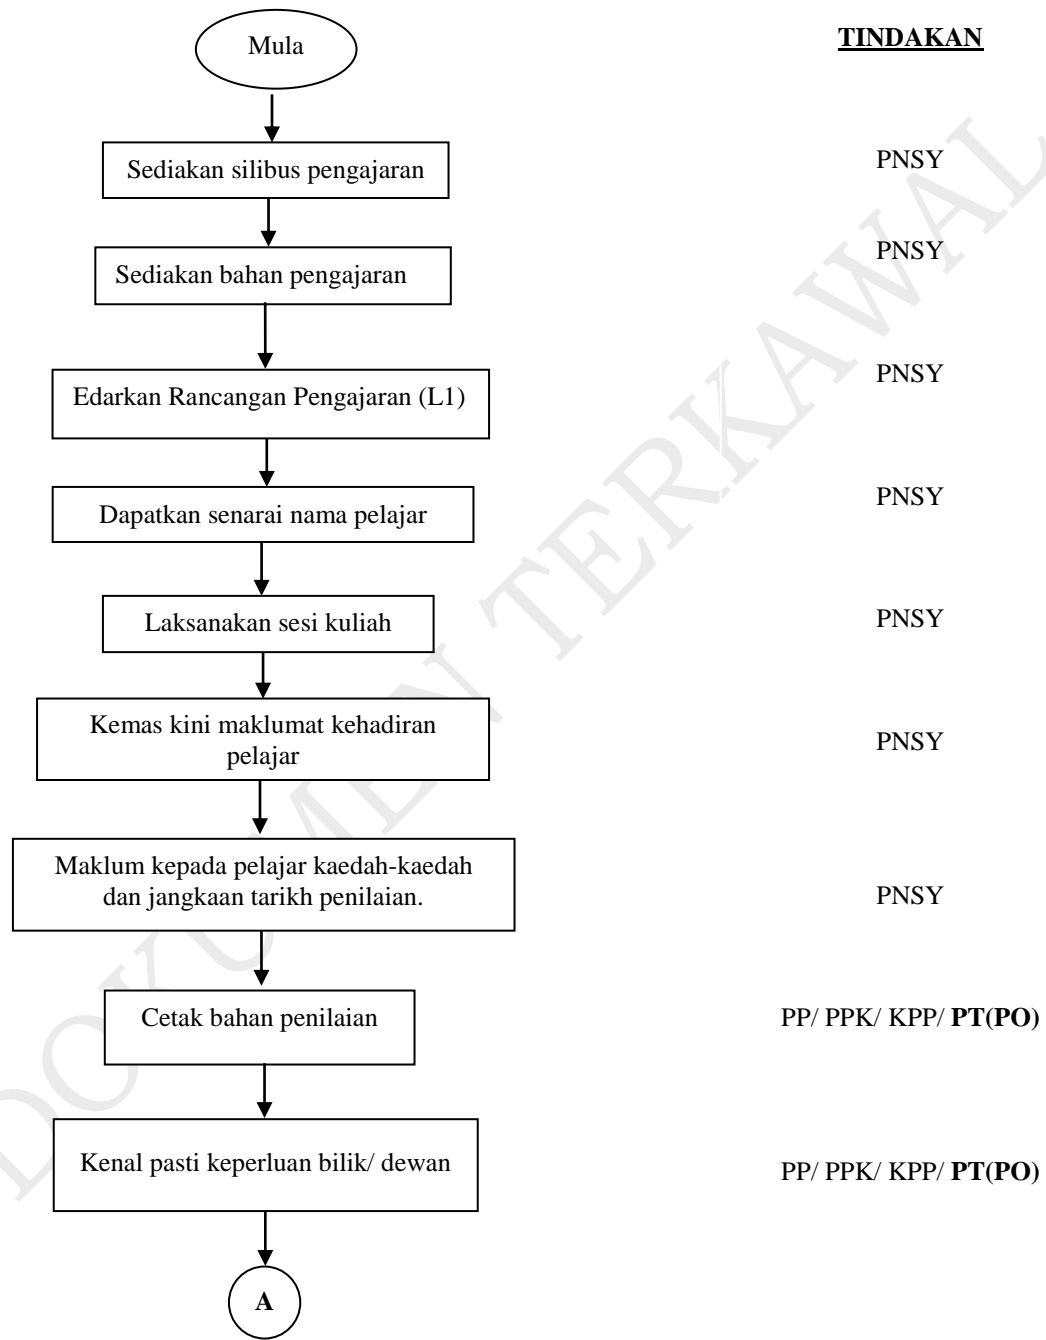 Mula
TINDAKAN
Sediakan silibus pengajaran
PNSY
Sediakan bahan pengajaran
PNSY
Edarkan Rancangan Pengajaran (L1)
PNSY
Dapatkan senarai nama pelajar
PNSY
Laksanakan sesi kuliah
PNSY
Kemas kini maklumat kehadiran
pelajar
PNSY
Maklum kepada pelajar kaedah-kaedah
dan jangkaan tarikh penilaian.
PNSY
Cetak bahan penilaian
PP/ PPK/ KPP/ PT(PO)
Kenal pasti keperluan bilik/ dewan
PP/ PPK/ KPP/ PT(PO)
A
DOKUMEN TERKAWAL